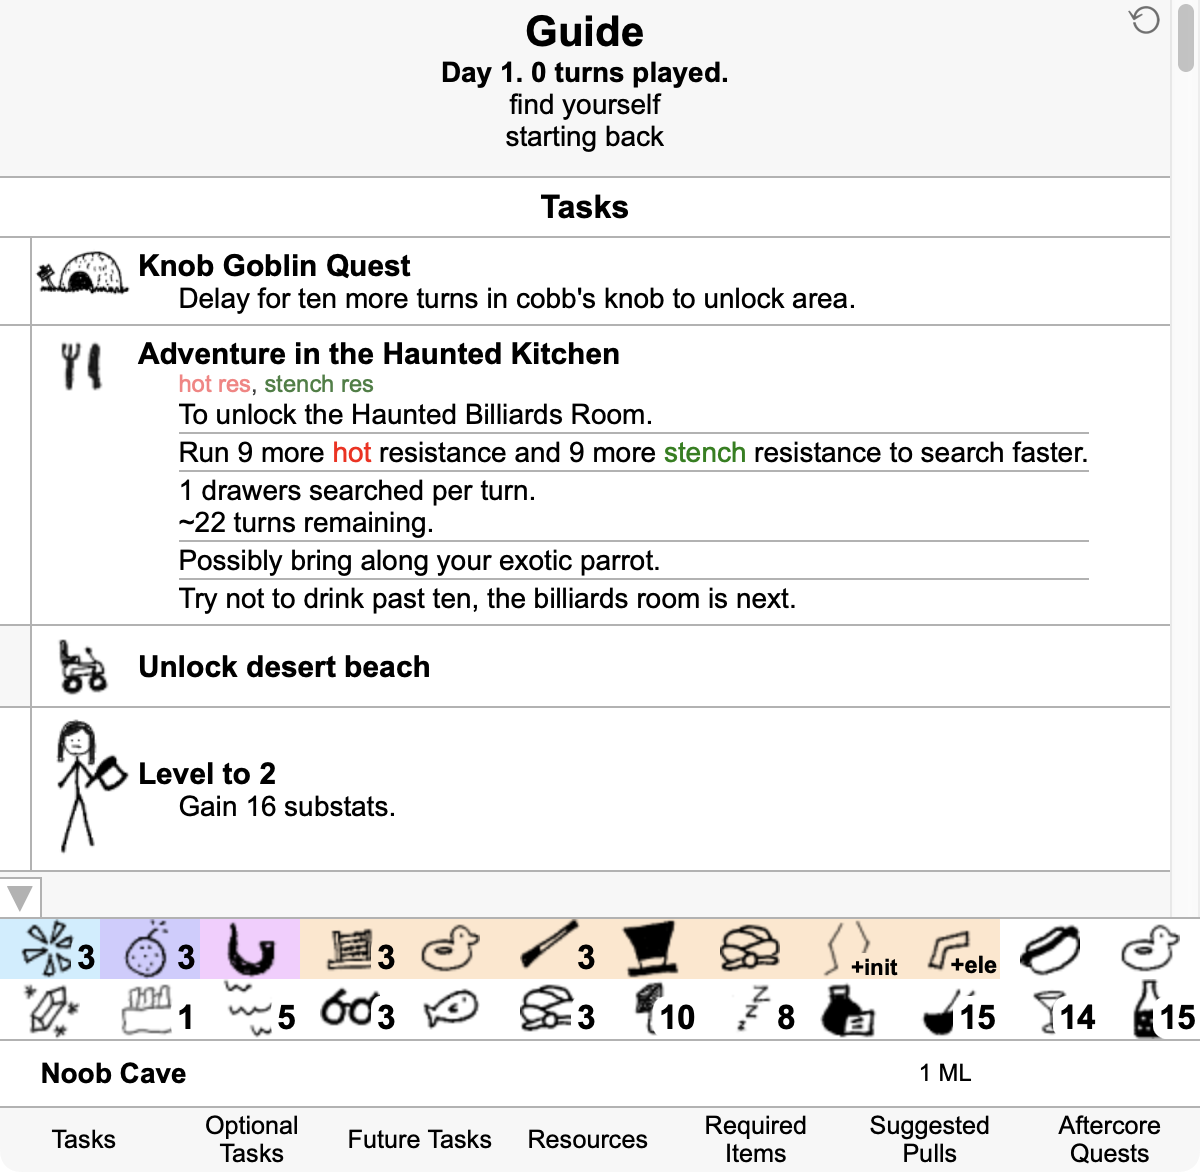 Guide
Day 1. 0 turns played.
find yourself
starting back
Tasks
Knob Goblin Quest
Delay for ten more turns in cobb's knob to unlock area.
Adventure in the Haunted Kitchen
hot res, stench res
To unlock the Haunted Billiards Room.
Run 9 more hot resistance and 9 more stench resistance to search faster.
1 drawers searched per turn.
~22 turns remaining.
Possibly bring along your exotic parrot.
Try not to drink past ten, the billiards room is next.
Unlock desert beach
Level to 2
Gain 16 substats.
3 3 3 3 +init +ele
1 5 3 3 10 8 15 14 15
Noob Cave 1 ML
Tasks
Optional Tasks
Future Tasks
Resources
Required Items
Suggested Pulls
Aftercore Quests